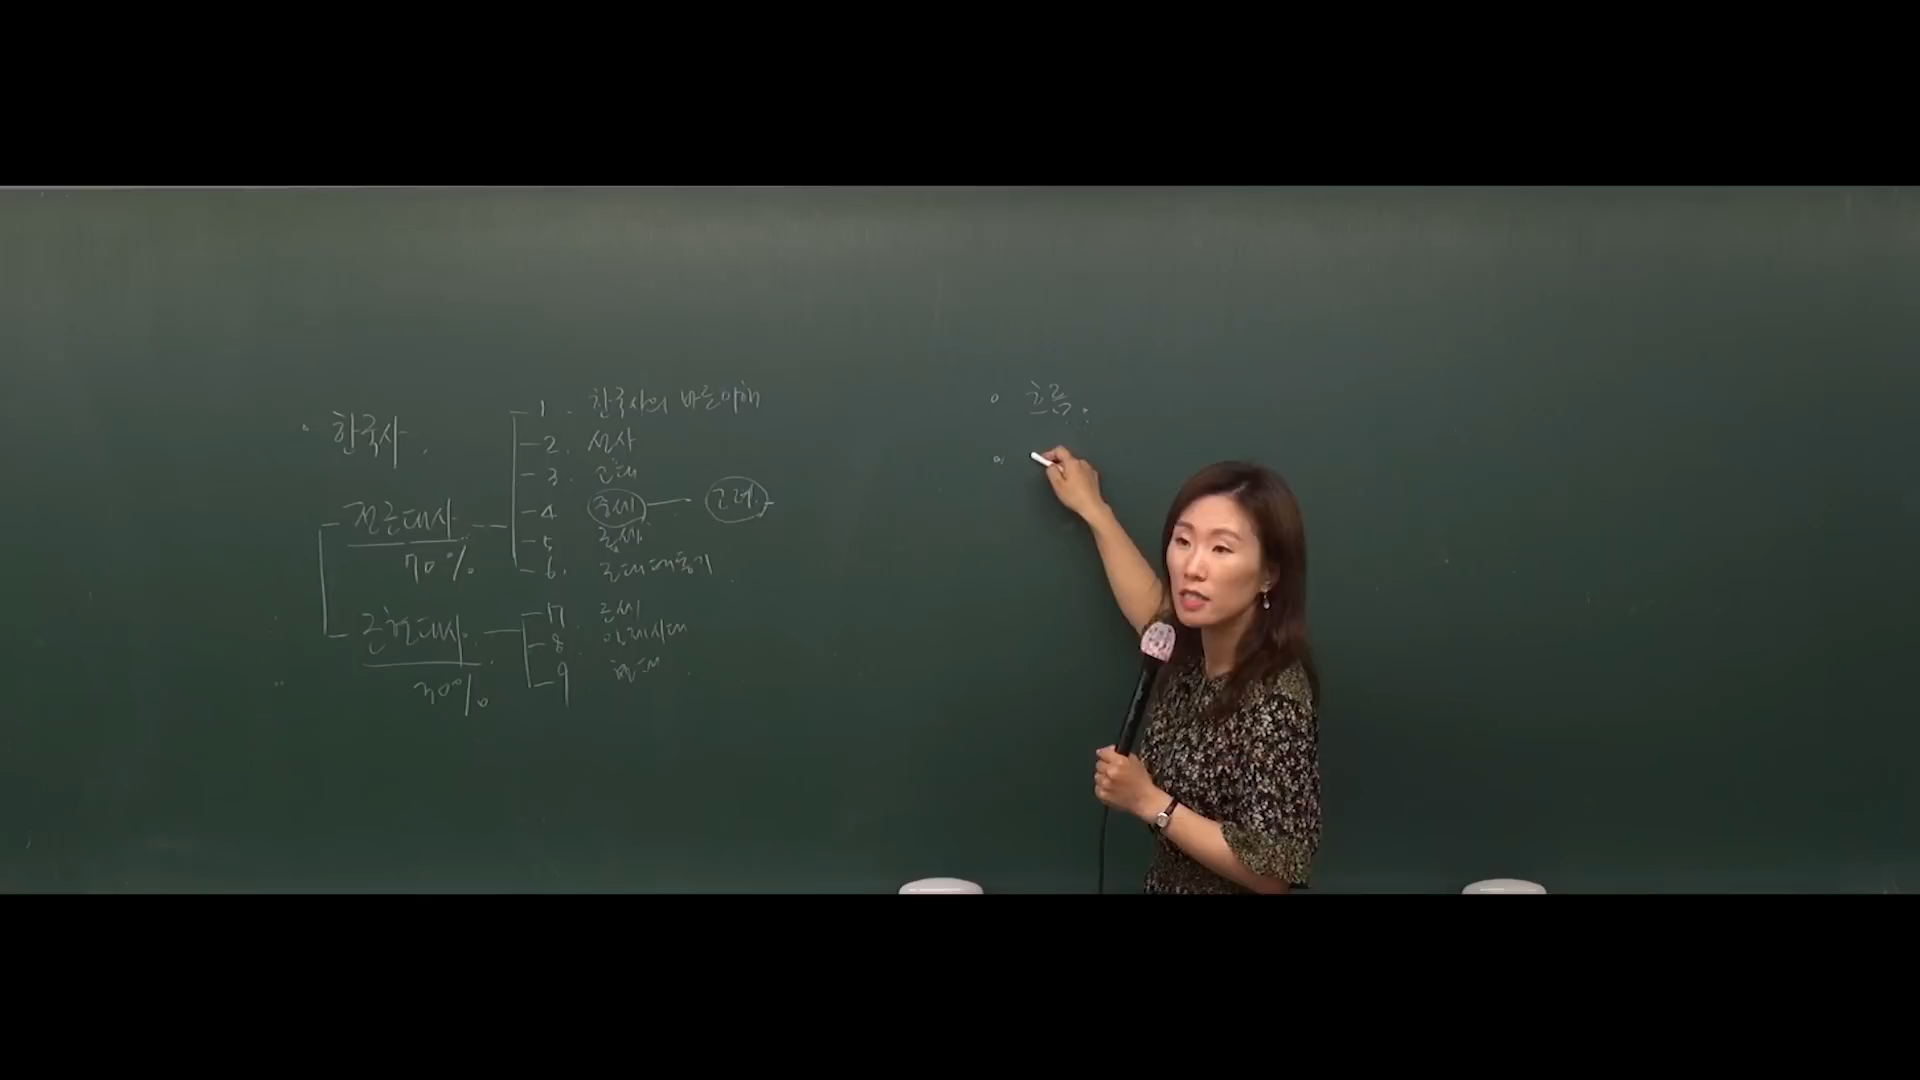 한국사.
전근대사
70%
1. 한국사의 바른이해
2. 선사
3. 고대
4 중세 — 고려.
5 근세
6. 근대태동기
근현대사.
30%
7 근세
8 일제시대
9 현대
흐름.